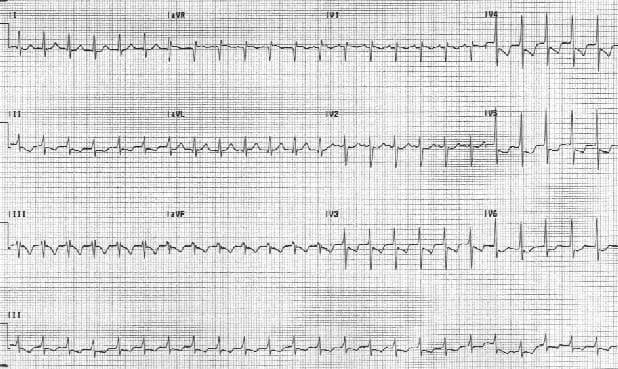 I aVR V1 V4
II aVL V2 V5
III aVF V3 V6
II